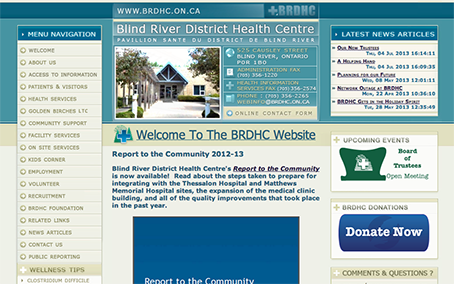 WWW.BRDHC.ON.CA
BRDHC
Blind River District Health Centre
PAVILLION SANTÉ DU DISTRICT DE BLIND RIVER
525 CAUSLEY STREET
BLIND RIVER, ONTARIO
P0R 1B0
ADMINISTRATION FAX
(705) 356-1220
HEALTH INFORMATION
SERVICES FAX (705) 356-2574
PHONE : (705) 356-2265
WEBINFO@BRDHC.ON.CA
ONLINE CONTACT FORM
MENU NAVIGATION
WELCOME
ABOUT US
ACCESS TO INFORMATION
PATIENTS & VISITORS
HEALTH SERVICES
GOLDEN BIRCHES LTC
COMMUNITY SUPPORT
FACILITY SERVICES
ON SITE SERVICES
KIDS CORNER
EMPLOYMENT
VOLUNTEER
RECRUITMENT
BRDHC FOUNDATION
RELATED LINKS
NEWS ARTICLES
CONTACT US
PUBLIC REPORTING
WELLNESS TIPS
CLOSTRIDIUM DIFFICILE
Welcome To The BRDHC Website
Report to the Community 2012-13
Blind River District Health Centre's Report to the Community
is now available! Read about the steps taken to prepare for
integrating with the Thessalon Hospital and Matthews
Memorial Hospital sites, the expansion of the medical clinic
building, and all of the quality improvements that took place
in the past year.
Report to the Community
LATEST NEWS ARTICLES
Our New Trustees
Thu, 04 Jul 2013 16:14:11
A Helping Hand
Thu, 04 Jul 2013 16:09:35
Planning for our Future
Wed, 08 May 2013 12:01:11
Network Outage at BRDHC
Mon, 22 Apr 2013 10:36:10
BRDHC Gets in the Holiday Spirit
Tue, 28 May 2013 12:35:49
UPCOMING EVENTS
Board
of
Trustees
Open Meeting
BRDHC DONATIONS
Donate Now
COMMENTS & QUESTIONS ?